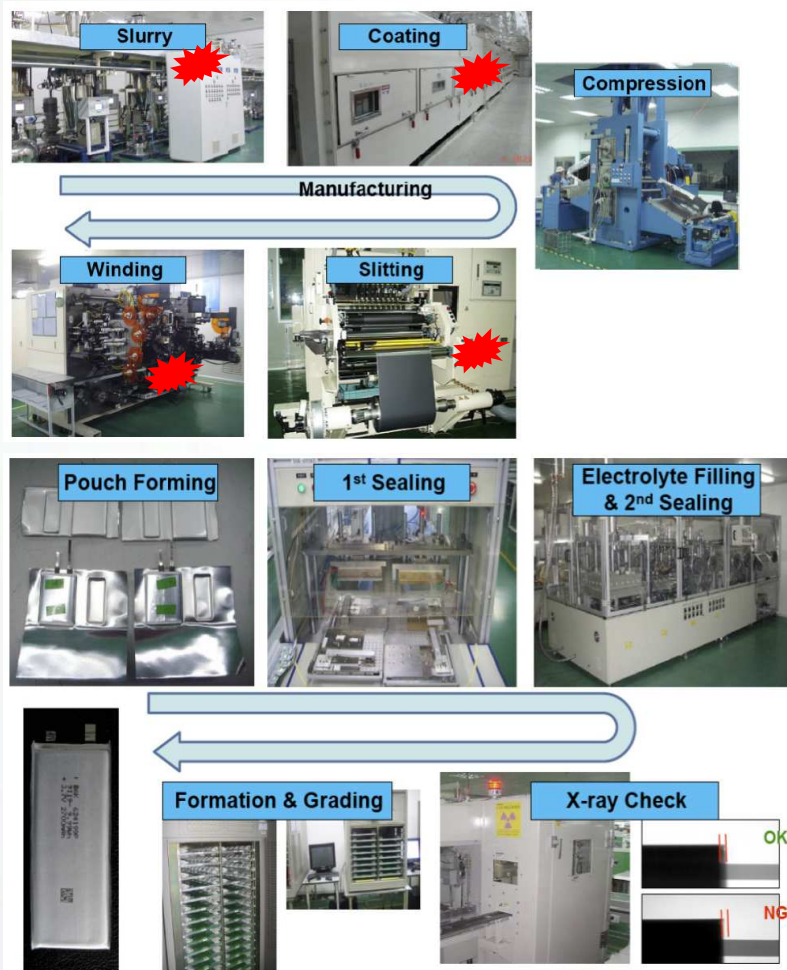 Slurry
Coating
Compression
Manufacturing
Winding
Slitting
Pouch Forming
1st Sealing
Electrolyte Filling
& 2nd Sealing
Formation & Grading
X-ray Check
OK
NG